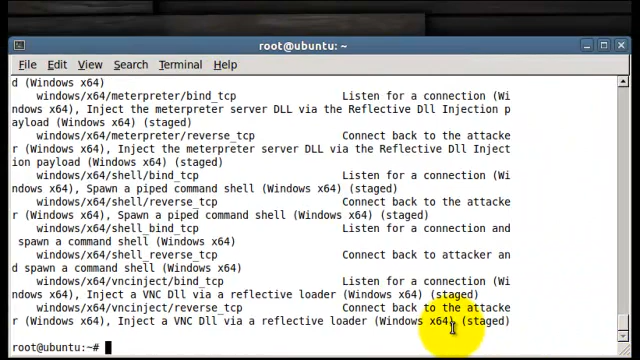 root@ubuntu: ~
File Edit View Search Terminal Help
d (Windows x64)
windows/x64/meterpreter/bind_tcp Listen for a connection (Wi
ndows x64), Inject the meterpreter server DLL via the Reflective Dll Injection p
ayload (Windows x64) (staged)
windows/x64/meterpreter/reverse_tcp Connect back to the attacke
r (Windows x64), Inject the meterpreter server DLL via the Reflective Dll Inject
ion payload (Windows x64) (staged)
windows/x64/shell/bind_tcp Listen for a connection (Wi
ndows x64), Spawn a piped command shell (Windows x64) (staged)
windows/x64/shell/reverse_tcp Connect back to the attacke
r (Windows x64), Spawn a piped command shell (Windows x64) (staged)
windows/x64/shell_bind_tcp Listen for a connection and
spawn a command shell (Windows x64)
windows/x64/shell_reverse_tcp Connect back to attacker an
d spawn a command shell (Windows x64)
windows/x64/vncinject/bind_tcp Listen for a connection (Wi
ndows x64), Inject a VNC Dll via a reflective loader (Windows x64) (staged)
windows/x64/vncinject/reverse_tcp Connect back to the attacke
r (Windows x64), Inject a VNC Dll via a reflective loader (Windows x64) (staged)
root@ubuntu:~#